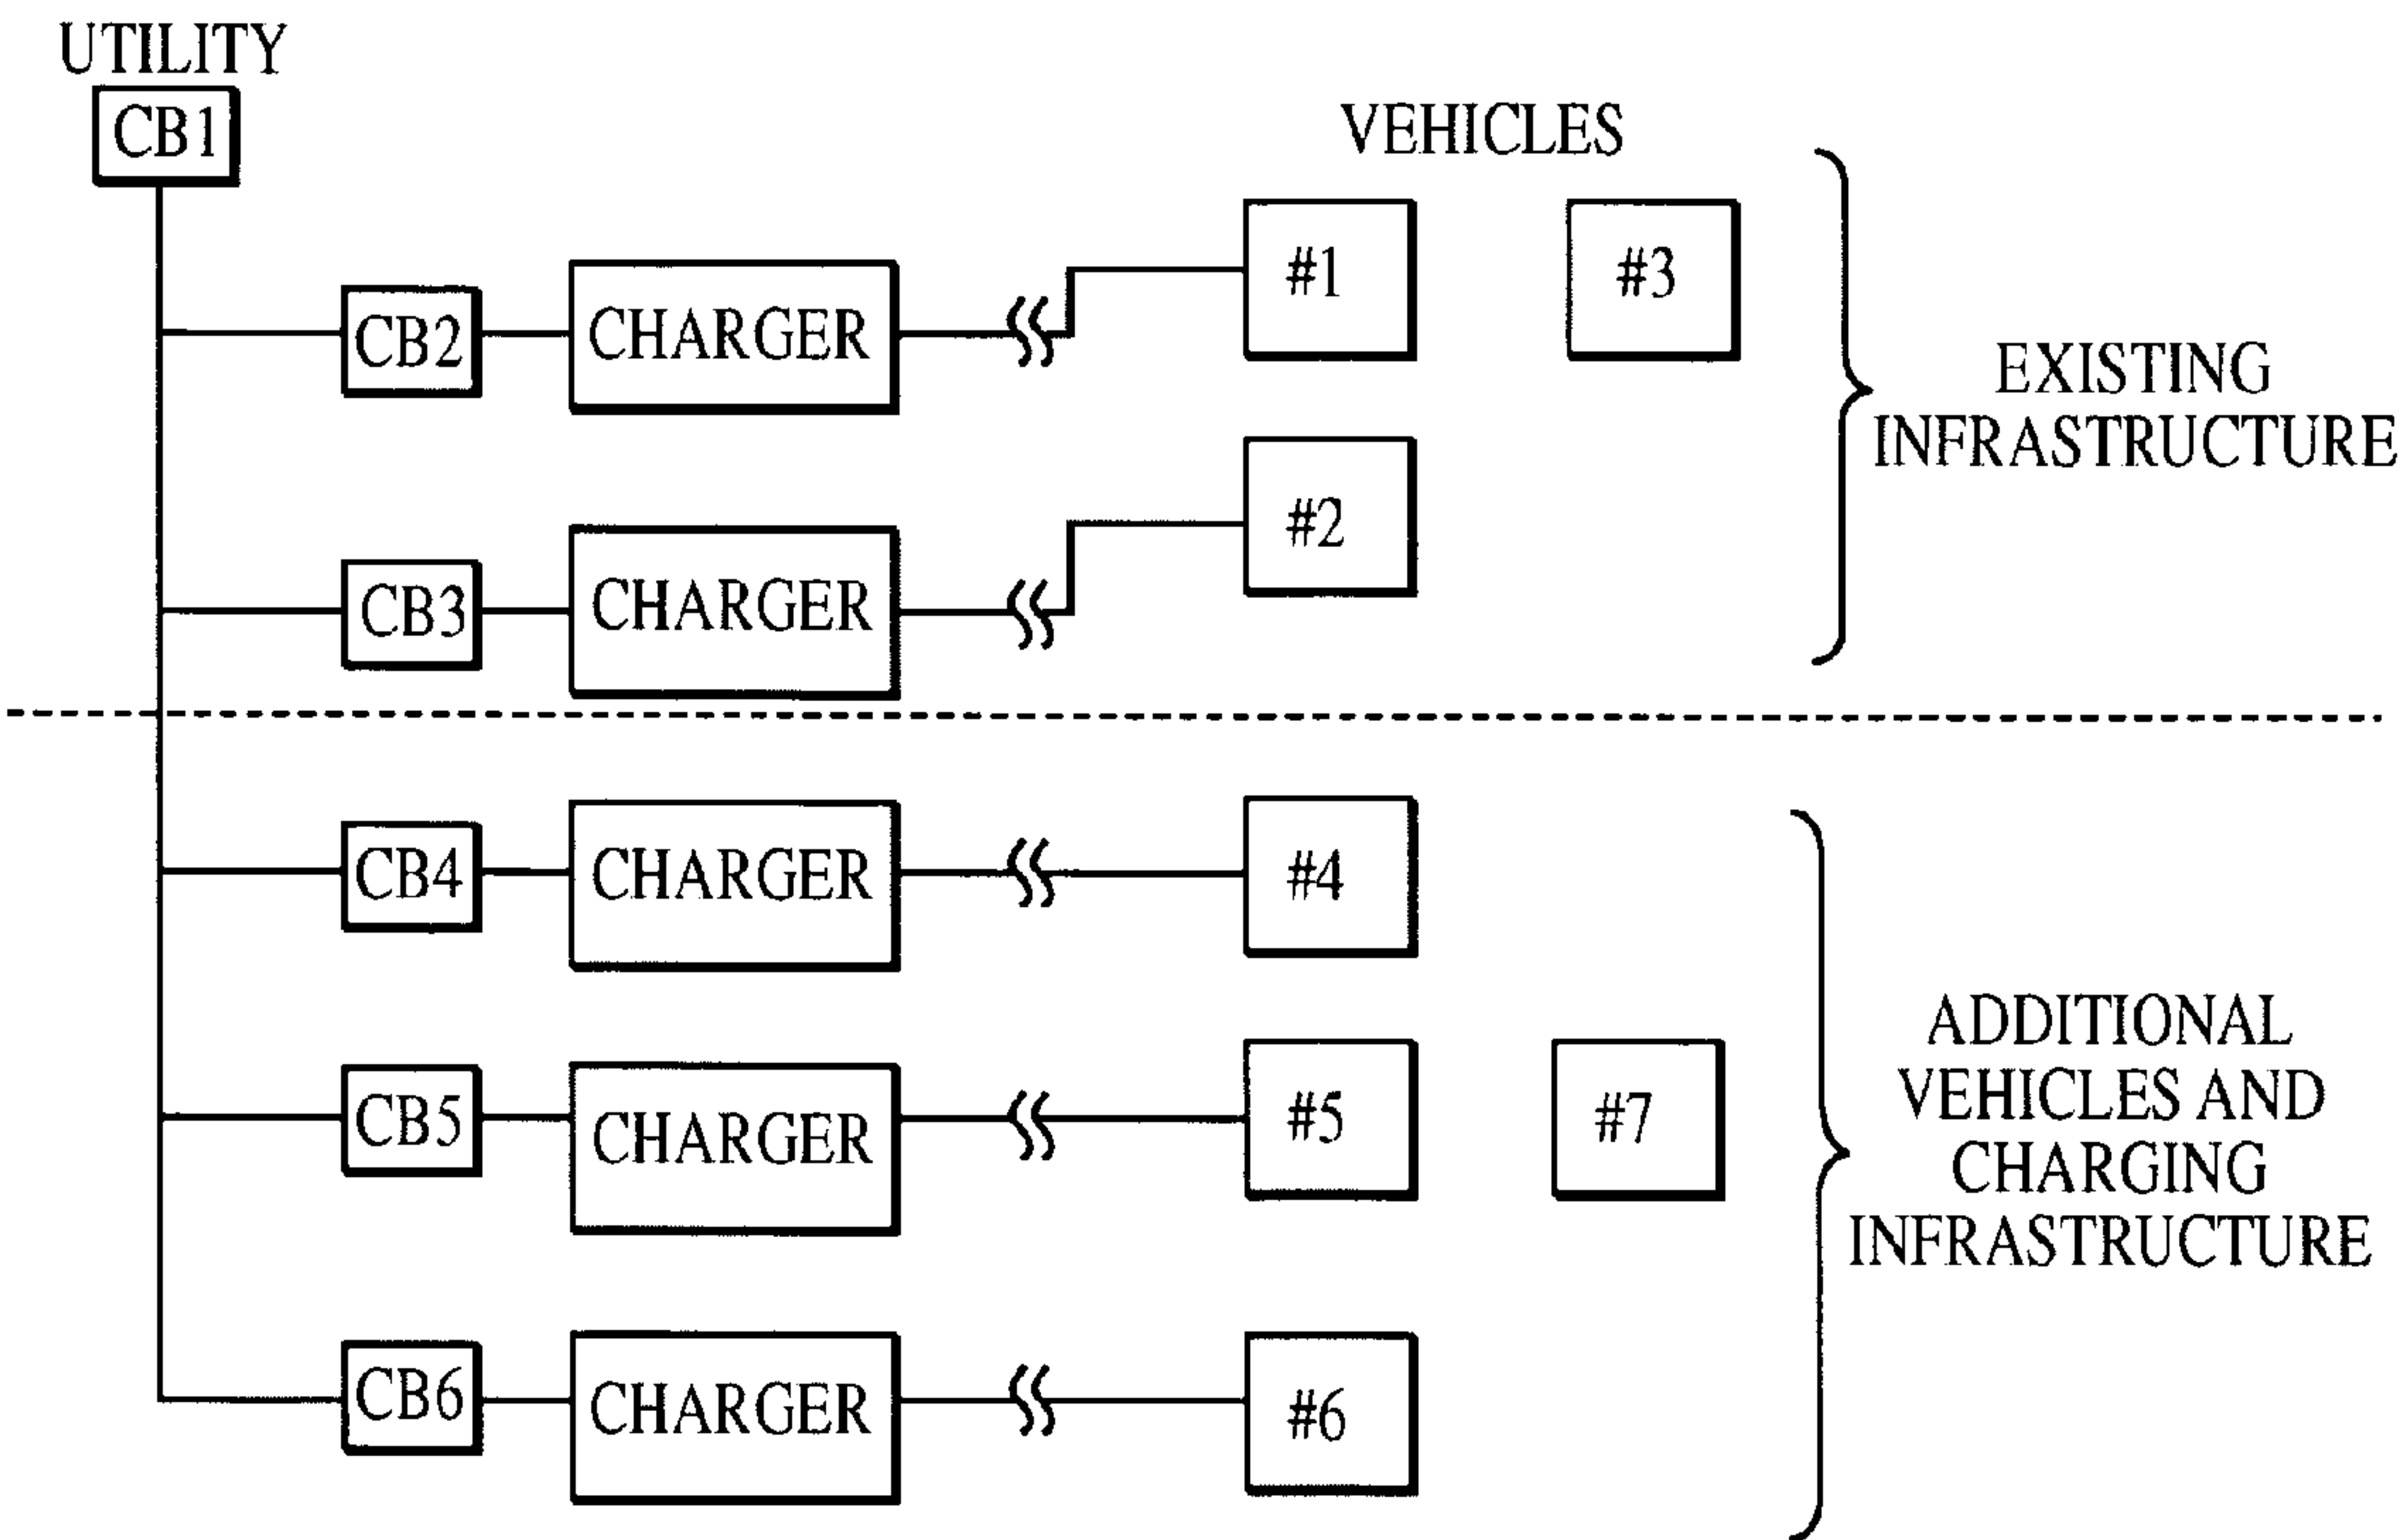 UTILITY
CB1
VEHICLES
#1
#3
CB2
CHARGER
EXISTING
INFRASTRUCTURE
#2
CB3
CHARGER
CB4
CHARGER
#4
CB5
CHARGER
#5
#7
ADDITIONAL
VEHICLES AND
CHARGING
INFRASTRUCTURE
CB6
CHARGER
#6